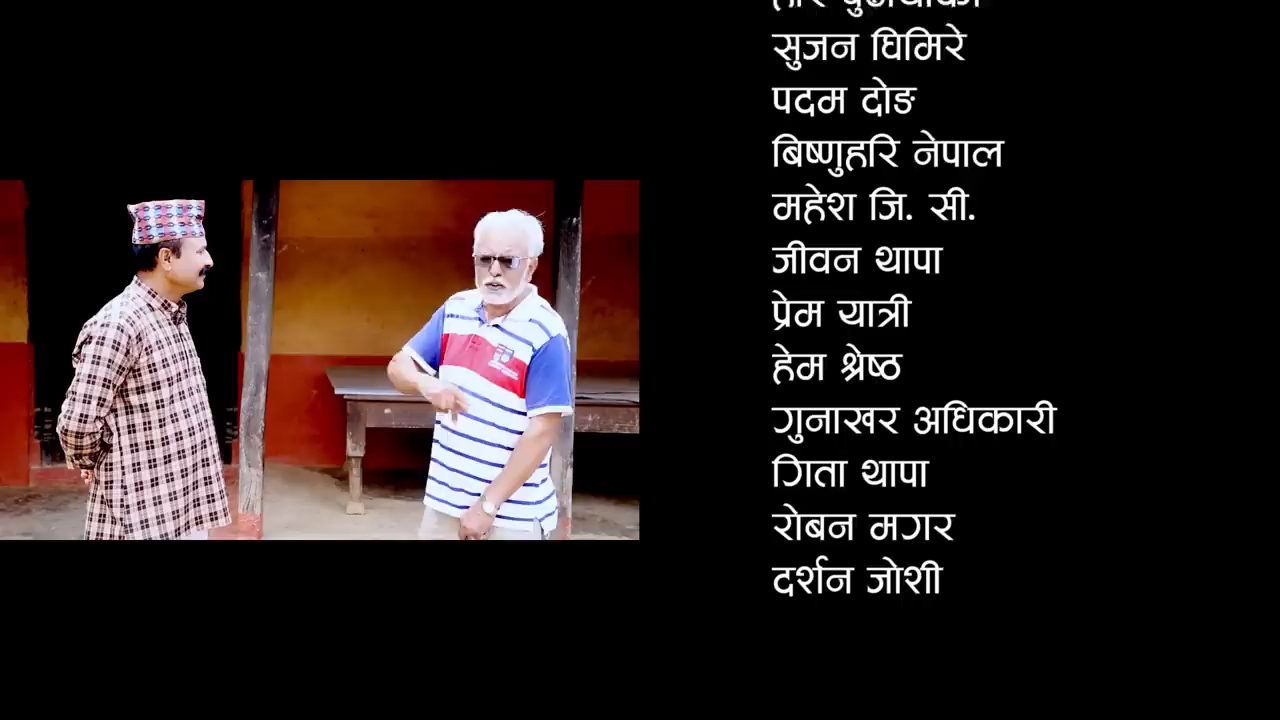 सुजन घिमिरे
पदम दोङ
बिष्णुहरि नेपाल
महेश जि. सी.
जीवन थापा
प्रेम यात्री
हेम श्रेष्ठ
गुनाखर अधिकारी
गिता थापा
रोबन मगर
दर्शन जोशी